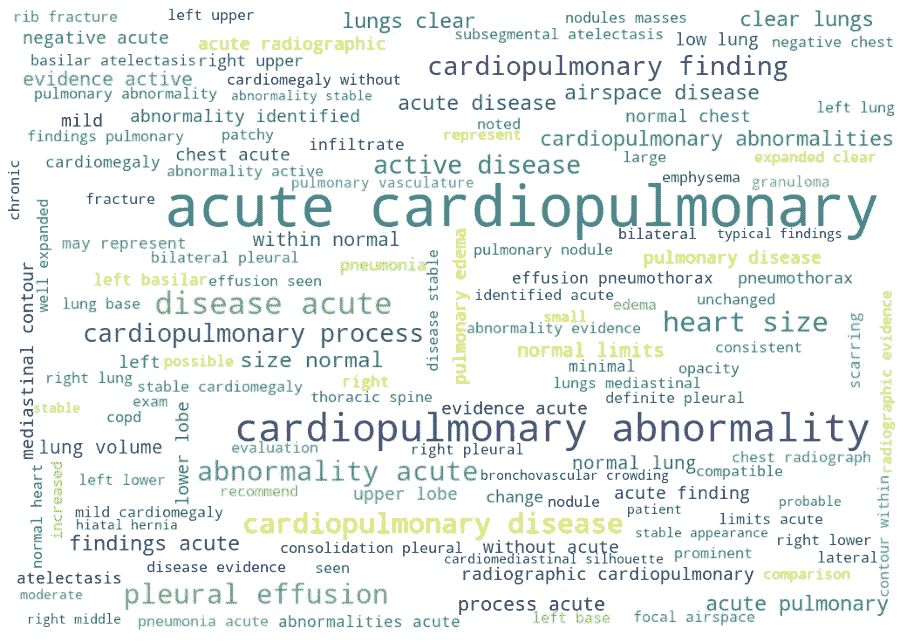 rib fracture
left upper
lungs clear
nodules masses
clear lungs
negative acute
acute radiographic
subsegmental atelectasis
low lung
negative chest
basilar atelectasis
right upper
cardiopulmonary finding
evidence active
cardiomegaly without
pulmonary abnormality
abnormality stable
acute disease
airspace disease
left lung
mild
abnormality identified
noted
normal chest
findings pulmonary
patchy
infiltrate
represent
cardiopulmonary abnormalities
cardiomegaly
chest acute
active disease
large
expanded clear
abnormality active
pulmonary vasculature
emphysema
granuloma
chronic
fracture
acute cardiopulmonary
well expanded
may represent
within normal
bilateral
typical findings
bilateral pleural
pneumonia
pulmonary edema
pulmonary nodule
pulmonary disease
mediastinal contour
left basilar
effusion seen
disease stable
effusion pneumothorax
pneumothorax
lung base
disease acute
identified acute
edema
unchanged
small
cardiopulmonary process
abnormality evidence
heart size
scarring
radiographic evidence
left
possible
size normal
normal limits
consistent
right lung
stable cardiomegaly
right
minimal
opacity
lungs mediastinal
thoracic spine
definite pleural
stable
exam
copd
lower lobe
evidence acute
cardiopulmonary abnormality
lung volume
evaluation
right pleural
normal lung
chest radiograph
normal heart
increased
left lower
abnormality acute
bronchovascular crowding
compatible
contour within
recommend
upper lobe
change
nodule
acute finding
probable
mild cardiomegaly
patient
hiatal hernia
cardiopulmonary disease
limits acute
stable appearance
findings acute
consolidation pleural
without acute
right lower
disease evidence
seen
cardiomediastinal silhouette
prominent
lateral
atelectasis
radiographic cardiopulmonary
comparison
moderate
pleural effusion
process acute
acute pulmonary
right middle
pneumonia acute
abnormalities acute
left base
focal airspace